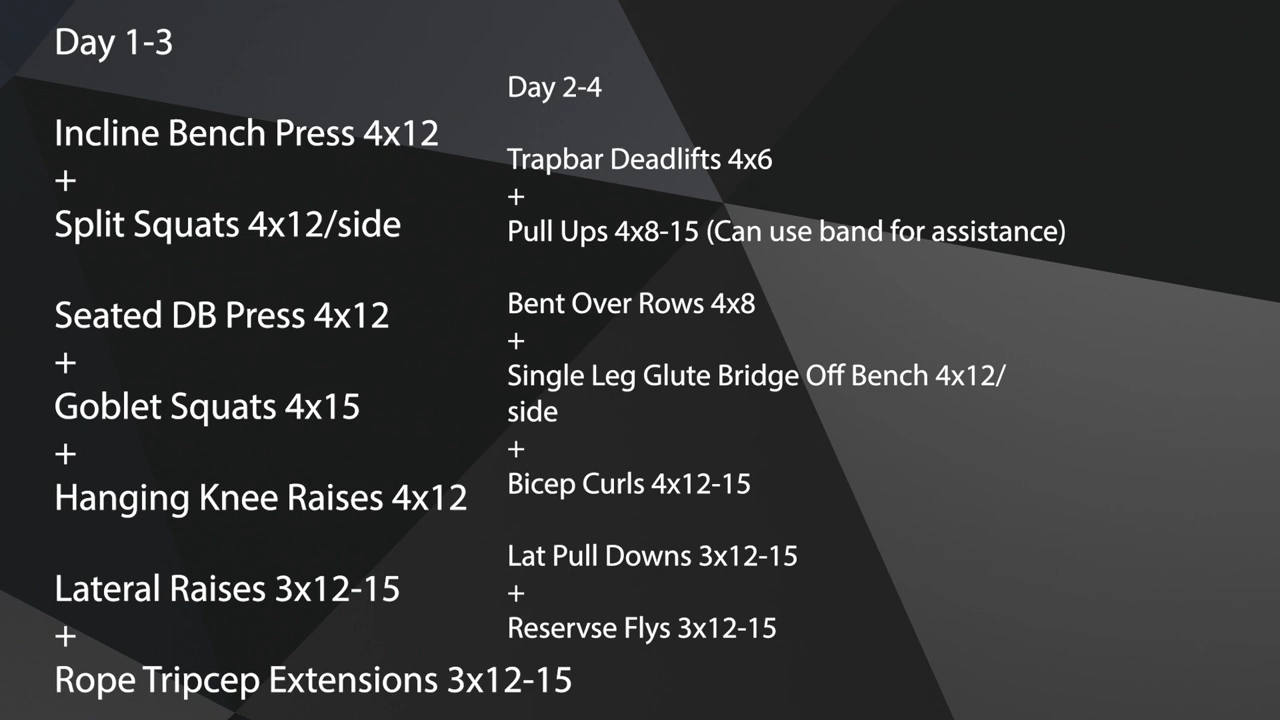 Day 1-3
Incline Bench Press 4x12
+
Split Squats 4x12/side
Seated DB Press 4x12
+
Goblet Squats 4x15
+
Hanging Knee Raises 4x12
Lateral Raises 3x12-15
+
Rope Tripcep Extensions 3x12-15
Day 2-4
Trapbar Deadlifts 4x6
+
Pull Ups 4x8-15 (Can use band for assistance)
Bent Over Rows 4x8
+
Single Leg Glute Bridge Off Bench 4x12/
side
+
Bicep Curls 4x12-15
Lat Pull Downs 3x12-15
+
Reservse Flys 3x12-15